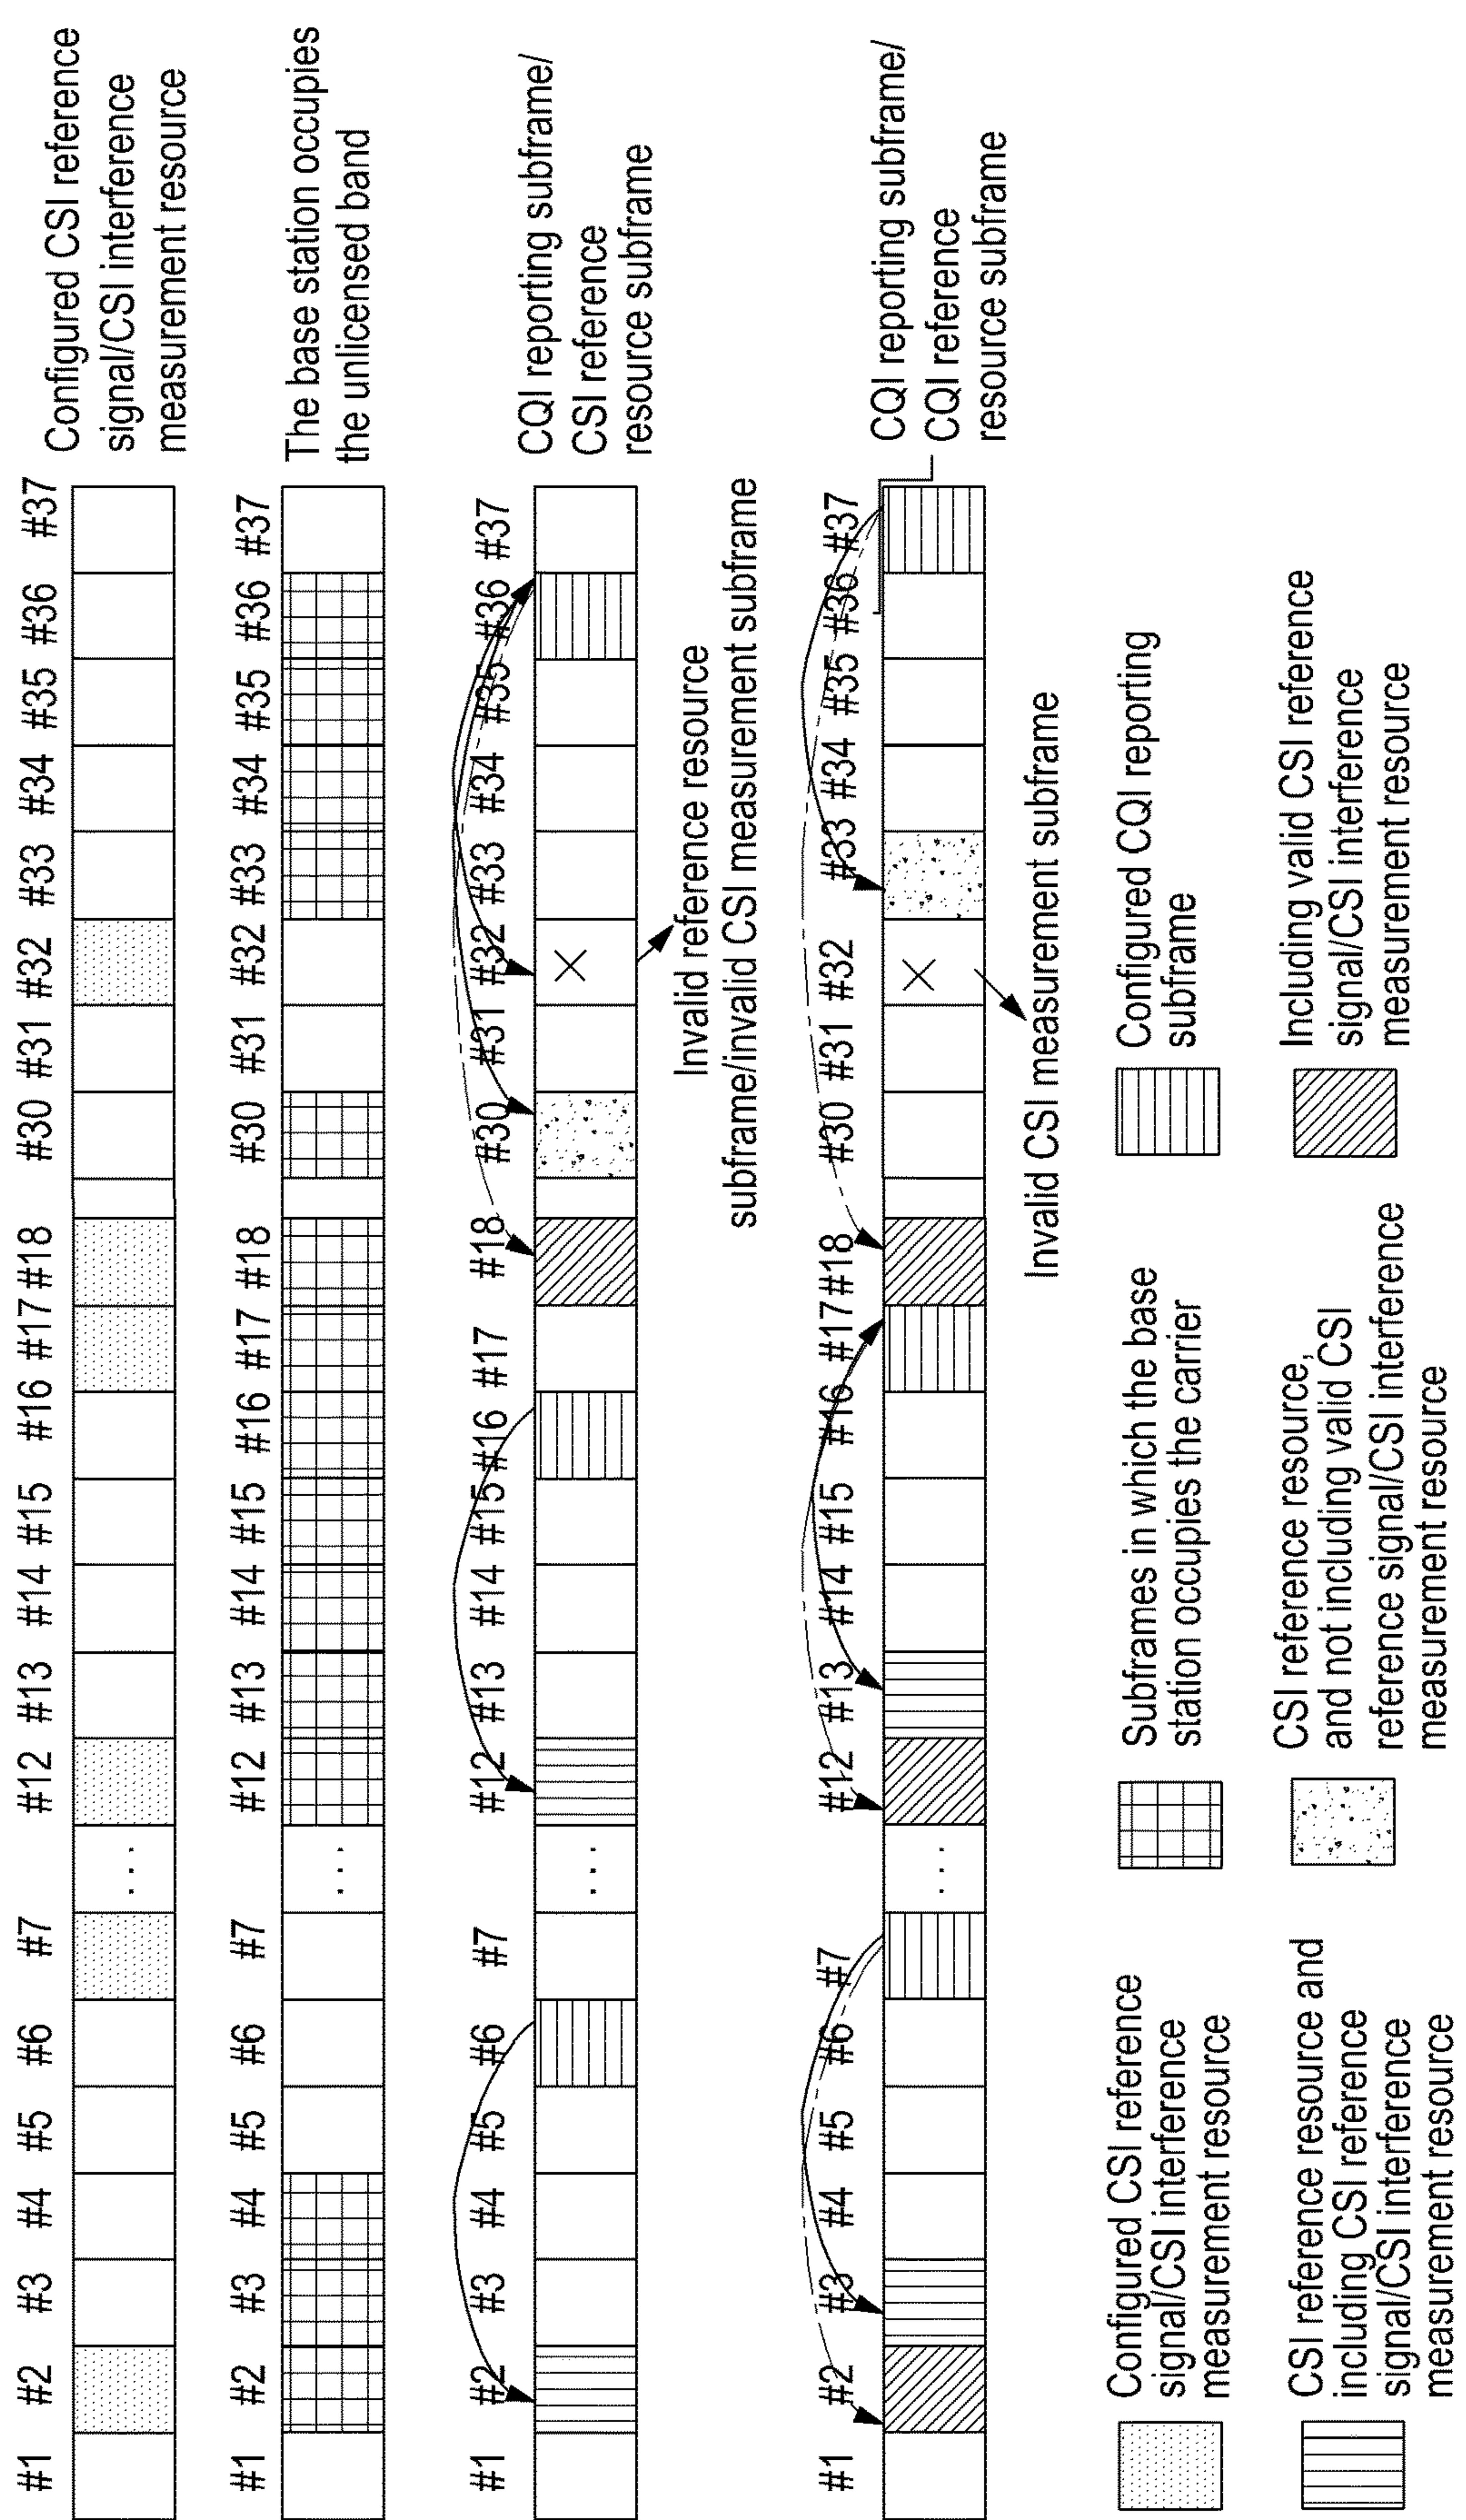 #1 #2 #3 #4 #5 #6 #7 #12 #13 #14 #15 #16 #17 #18 #30 #31 #32 #33 #34 #35 #36 #37
Configured CSI reference
signal/CSI interference
measurement resource
...
#1 #2 #3 #4 #5 #6 #7 #12 #13 #14 #15 #16 #17 #18 #30 #31 #32 #33 #34 #35 #36 #37
The base station occupies
the unlicensed band
...
#1 #2 #3 #4 #5 #6 #7 #12 #13 #14 #15 #16 #17 #18 #30 #31 #32 #33 #34 #35 #36 #37
CQI reporting subframe/
CSI reference
resource subframe
...
Invalid reference resource
subframe/invalid CSI measurement subframe
#1 #2 #3 #4 #5 #6 #7 #12 #13 #14 #15 #16 #17 #18 #30 #31 #32 #33 #34 #35 #36 #37
CQI reporting subframe/
CQI reference
resource subframe
...
Invalid CSI measurement subframe
Configured CSI reference
signal/CSI interference
measurement resource
Subframes in which the base
station occupies the carrier
Configured CQI reporting
subframe
CSI reference resource and
including CSI reference
signal/CSI interference
measurement resource
CSI reference resource,
and not including valid CSI
reference signal/CSI interference
measurement resource
Including valid CSI reference
signal/CSI interference
measurement resource